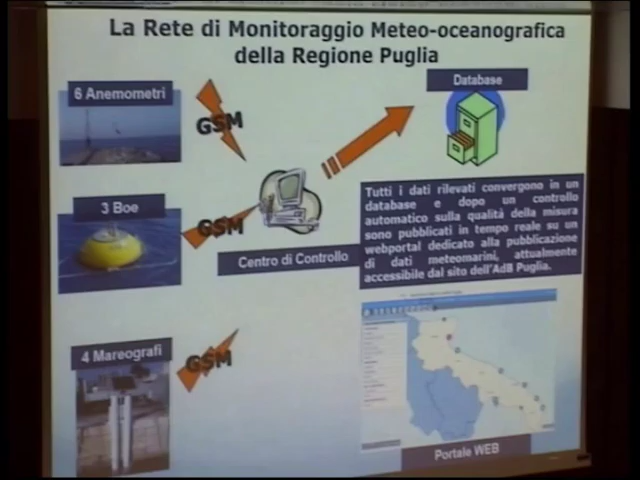 La Rete di Monitoraggio Meteo-oceanografica
della Regione Puglia
6 Anemometri
GSM
Database
3 Boe
GSM
Centro di Controllo
Tutti i dati rilevati convergono in un
database e dopo un controllo
automatico sulla qualità della misura
sono pubblicati in tempo reale su un
webportal dedicato alla pubblicazione
di dati meteomarini, attualmente
accessibile dal sito dell'AdB Puglia.
4 Mareografi
GSM
Portale WEB